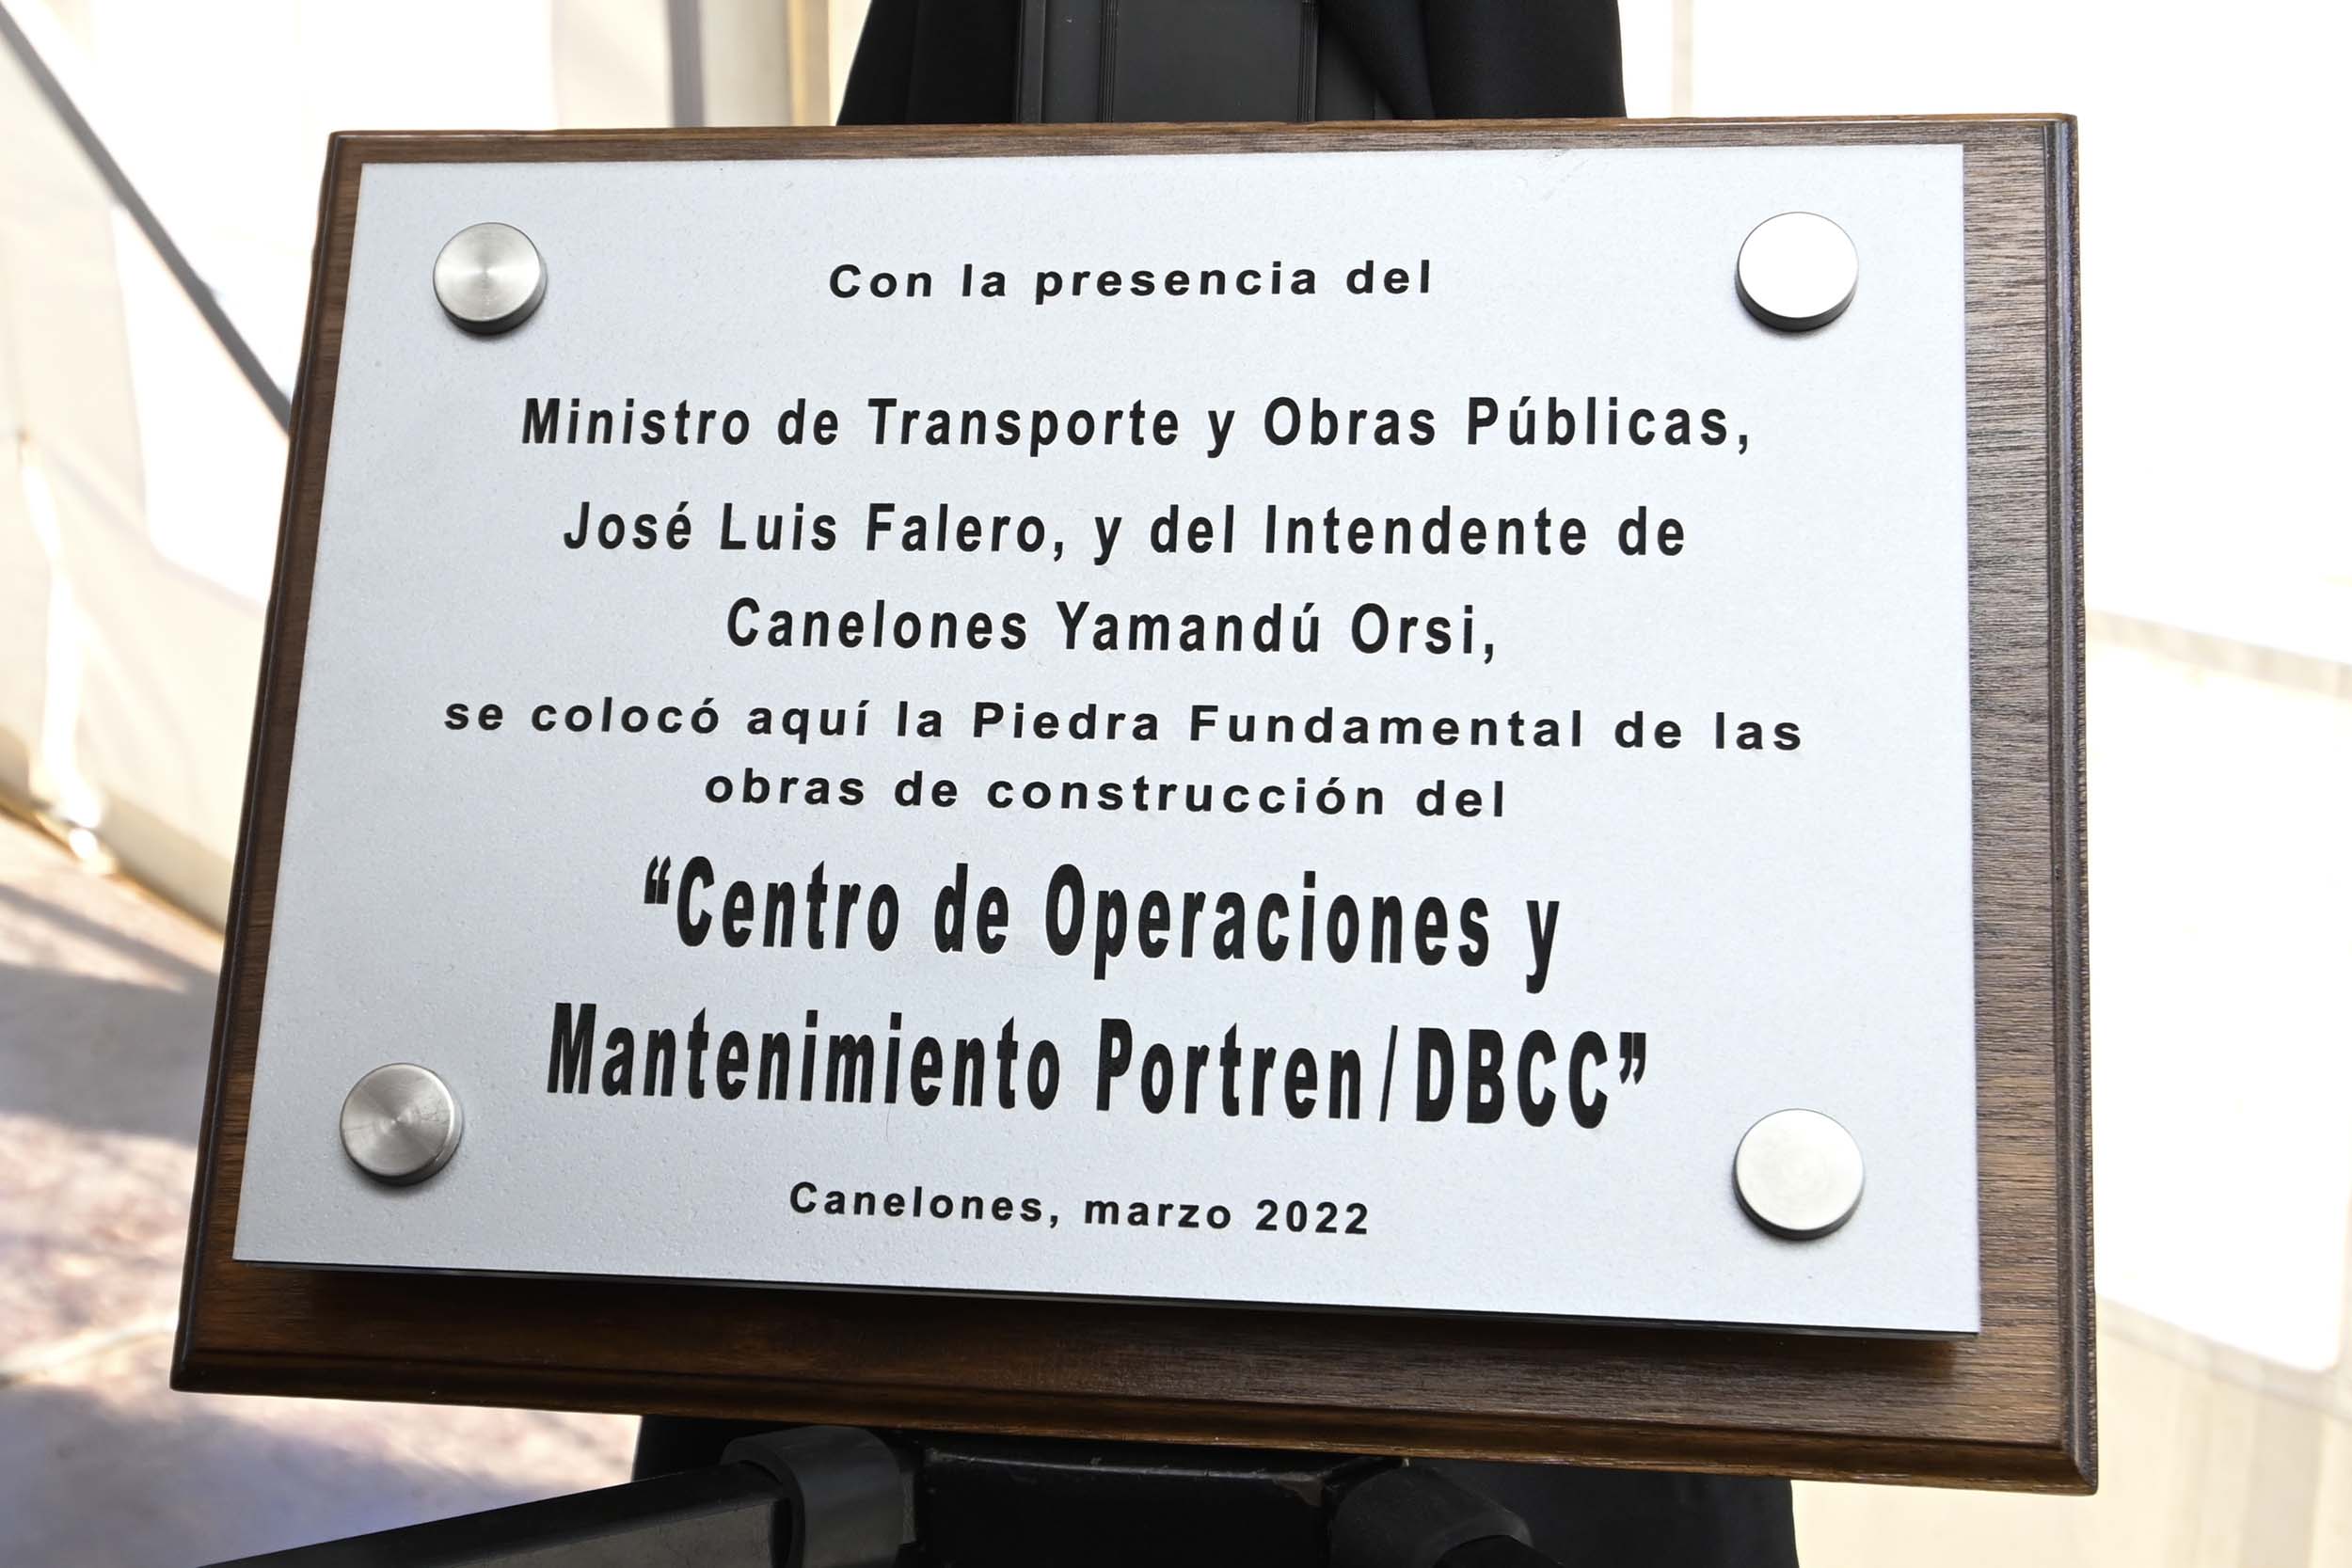 Con la presencia del
Ministro de Transporte y Obras Públicas,
José Luis Falero, y del Intendente de
Canelones Yamandú Orsi,
se colocó aquí la Piedra Fundamental de las
obras de construcción del
“Centro de Operaciones y
Mantenimiento Portren/DBCC”
Canelones, marzo 2022